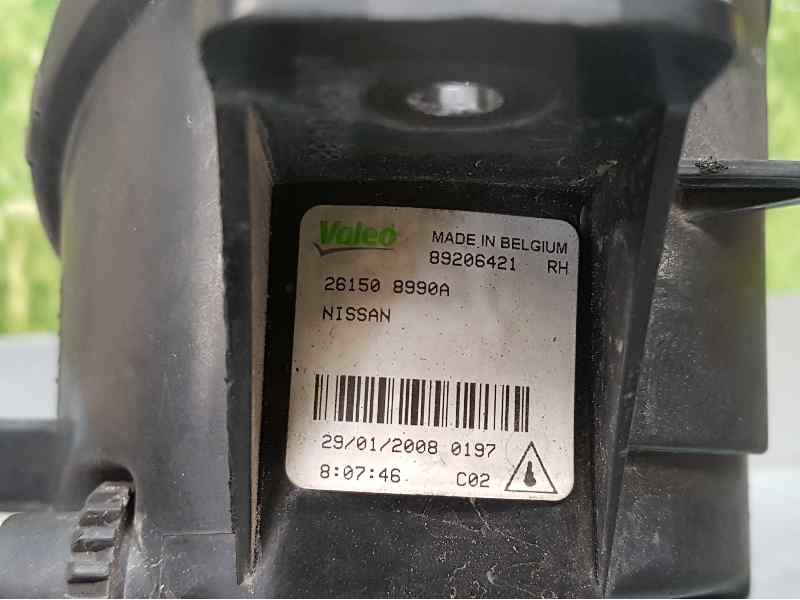 Valeo MADE IN BELGIUM
89206421 RH
26150 8990A
NISSAN
29/01/2008 0197
8:07:46 C02